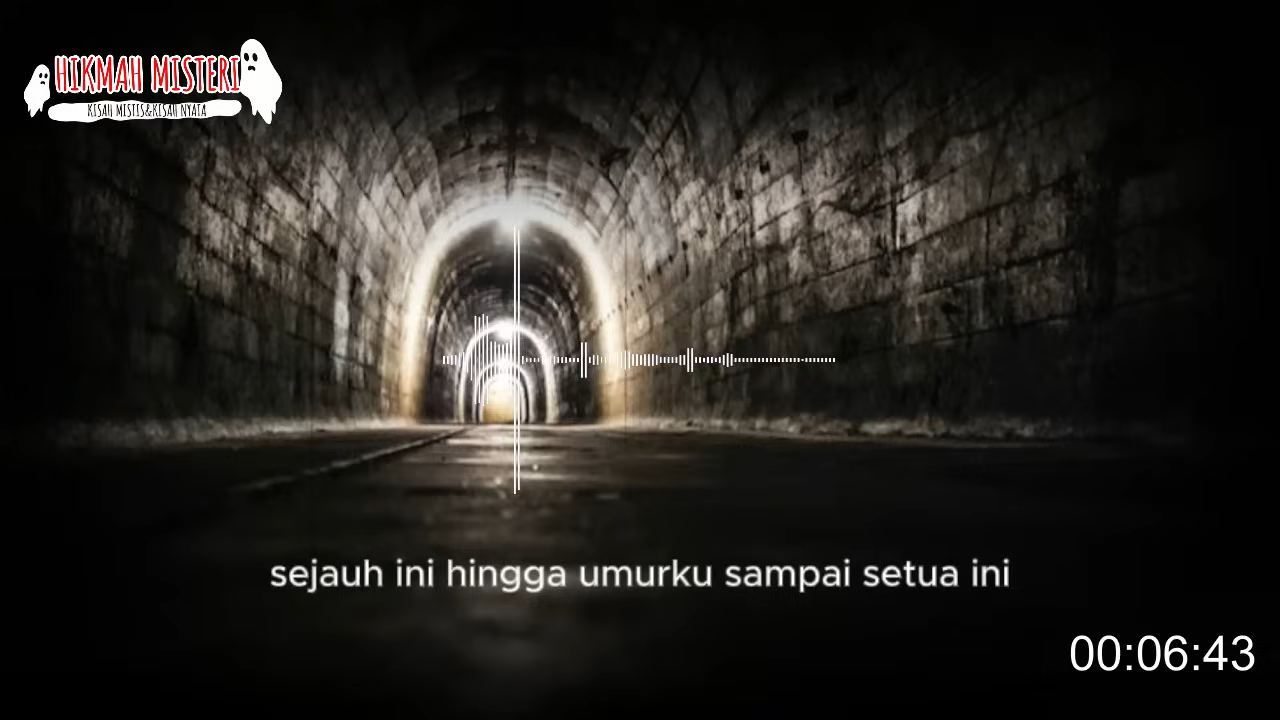 HIKMAH MISTERI
KISAH MISTIS&KISAH NYATA
sejauh ini hingga umurku sampai setua ini
00:06:43